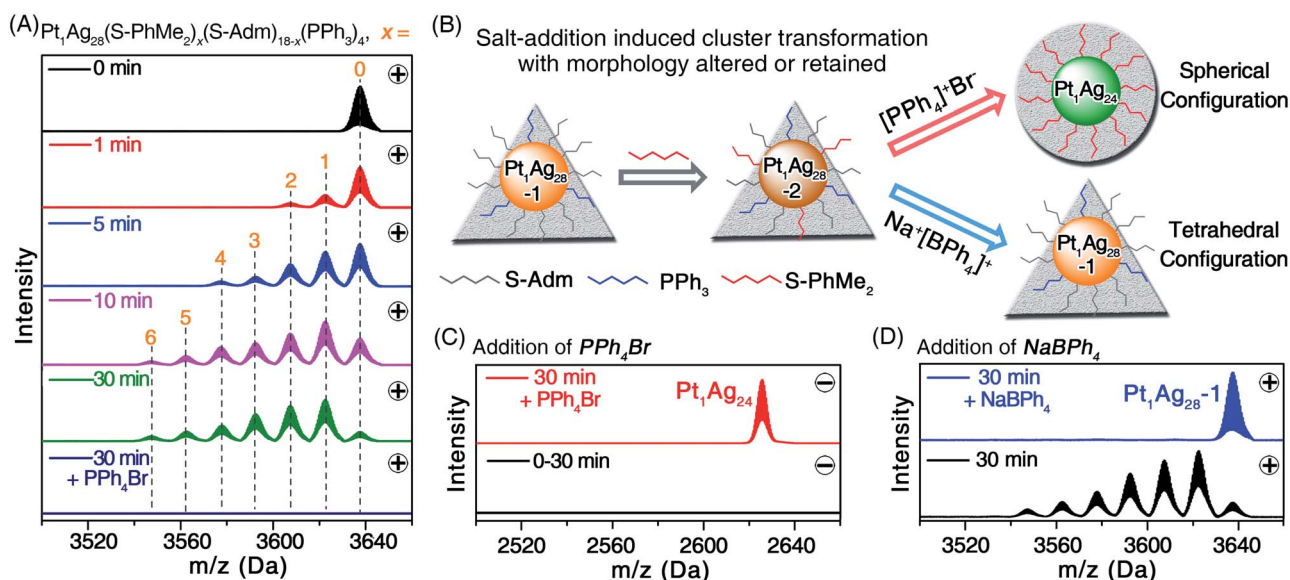 (A) Pt₁Ag₂₈(S-PhMe₂)ₓ(S-Adm)₁₈₋ₓ(PPh₃)₄, x =
0
0 min
+
1 min
2
1
+
5 min
4
3
+
10 min
6
5
+
30 min
+
30 min
+ PPh₄Br
+
Intensity
3520 3560 3600 3640
m/z (Da)
(B)
Salt-addition induced cluster transformation
with morphology altered or retained
Pt₁Ag₂₈
-1
Pt₁Ag₂₈
-2
[PPh₄]⁺Br⁻
Na⁺[BPh₄]⁺
Pt₁Ag₂₄
Spherical
Configuration
Pt₁Ag₂₈
-1
Tetrahedral
Configuration
S-Adm PPh₃ S-PhMe₂
(C) Addition of PPh₄Br
30 min
+ PPh₄Br
Pt₁Ag₂₄
−
0-30 min
−
Intensity
2520 2560 2600 2640
m/z (Da)
(D) Addition of NaBPh₄
30 min
+ NaBPh₄
Pt₁Ag₂₈-1
+
30 min
+
Intensity
3520 3560 3600 3640
m/z (Da)